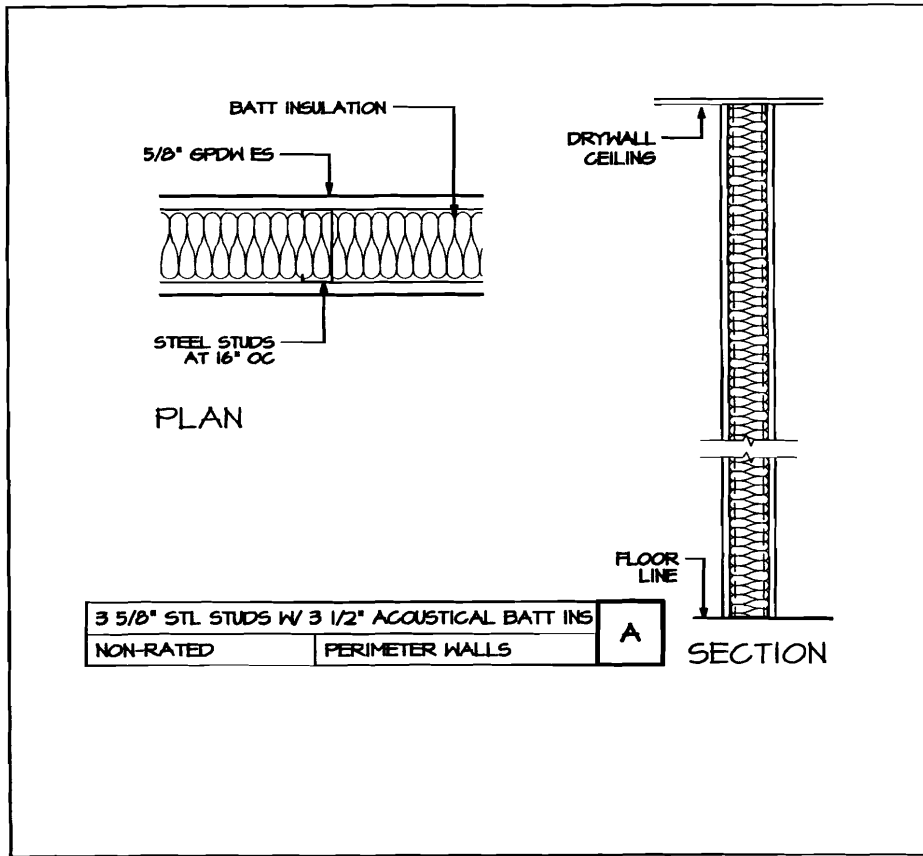 BATT INSULATION
5/8" GPDW ES
STEEL STUDS
AT 16" OC
PLAN
DRYWALL
CEILING
FLOOR
LINE
SECTION
3 5/8" STL STUDS W/ 3 1/2" ACOUSTICAL BATT INS
A
NON-RATED
PERIMETER WALLS